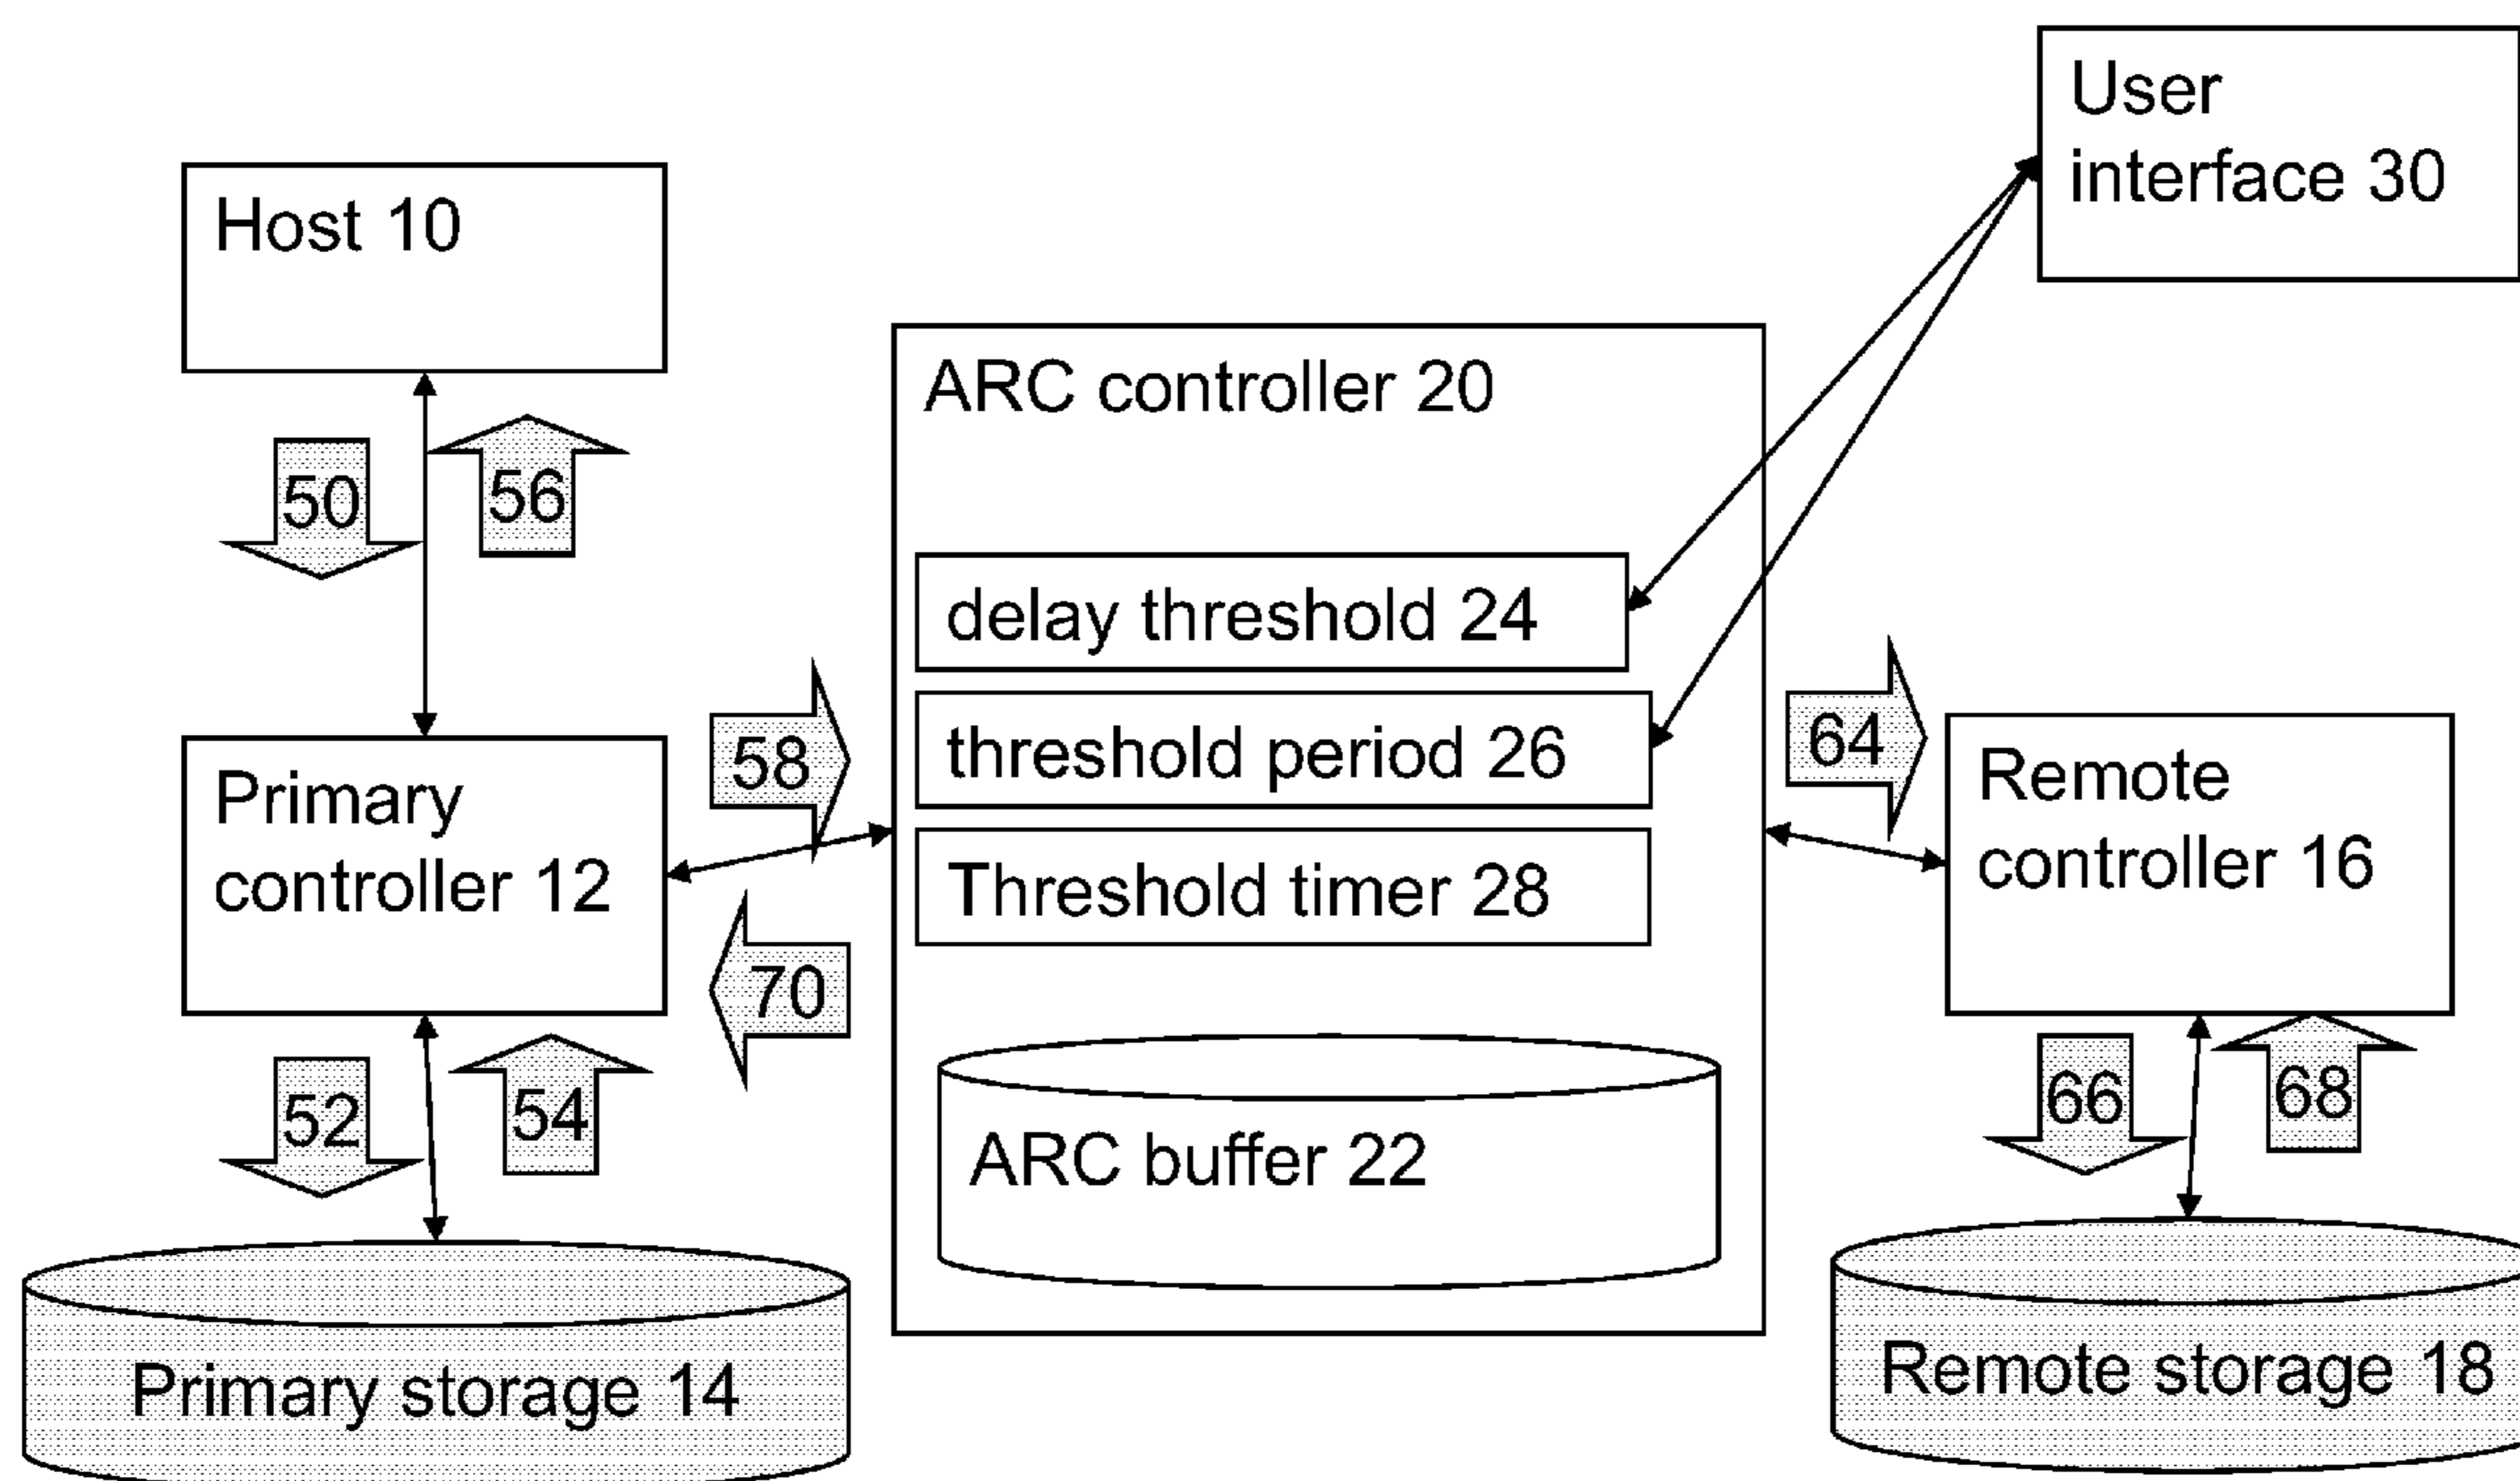 User
interface 30
Host 10
50
56
ARC controller 20
delay threshold 24
threshold period 26
Threshold timer 28
58
64
Primary
controller 12
Remote
controller 16
70
52
54
66
68
ARC buffer 22
Primary storage 14
Remote storage 18